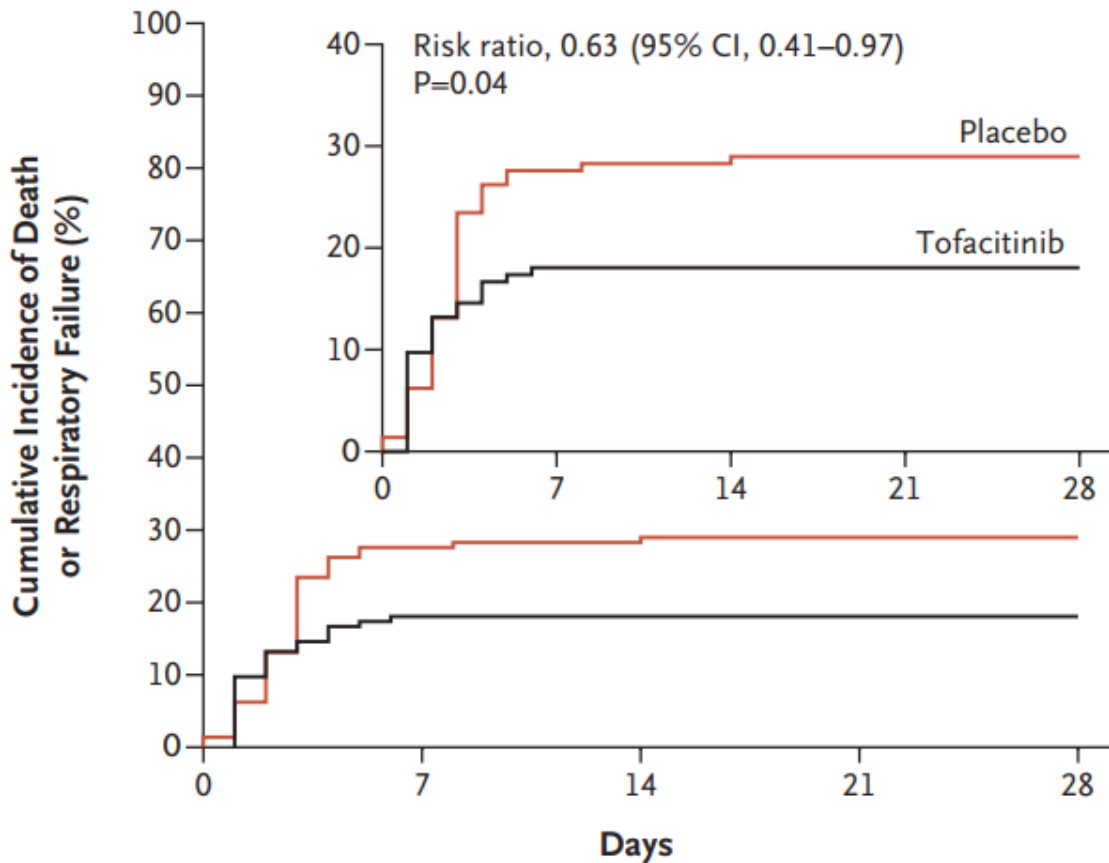 Cumulative Incidence of Death
or Respiratory Failure (%)
100
90
80
70
60
50
40
30
20
10
0
0 7 14 21 28
Days
40
30
20
10
0
0 7 14 21 28
Risk ratio, 0.63 (95% CI, 0.41–0.97)
P=0.04
Placebo
Tofacitinib